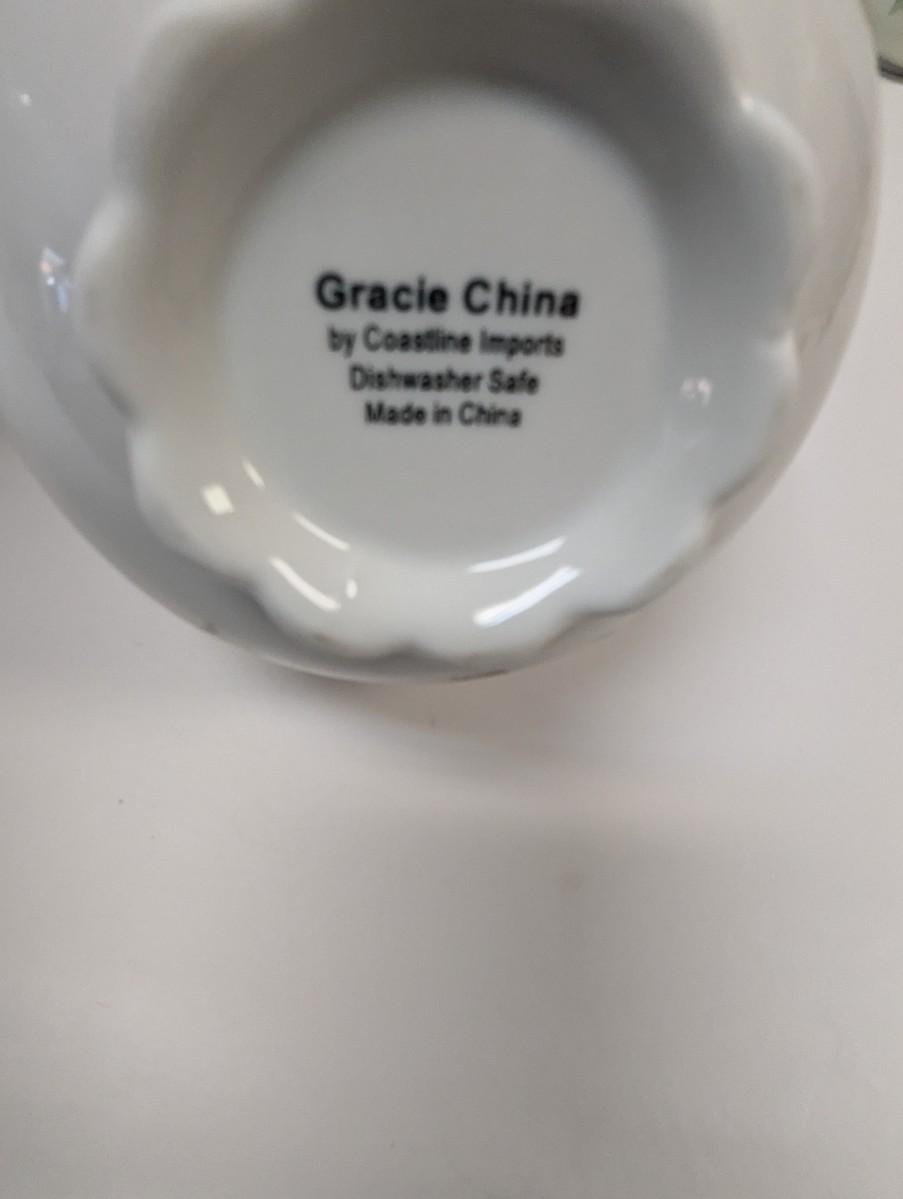 Gracie China
by Coastline Imports
Dishwasher Safe
Made in China